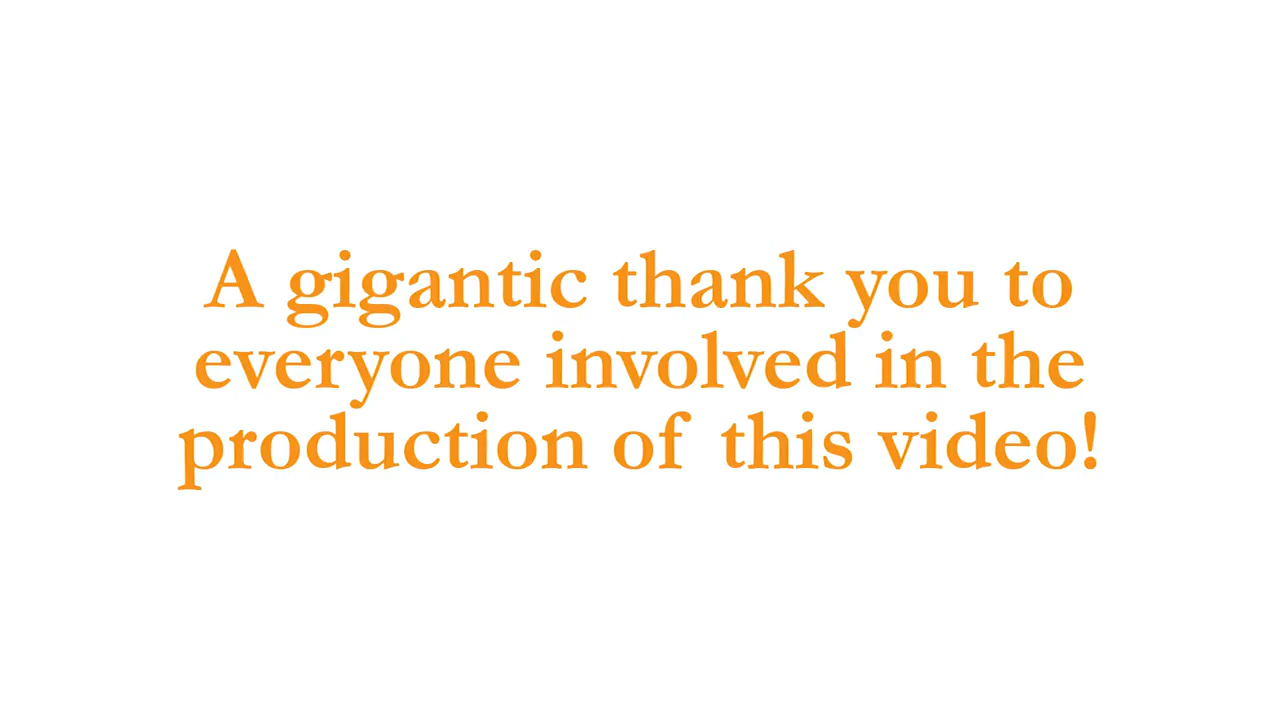 A gigantic thank you to
everyone involved in the
production of this video!